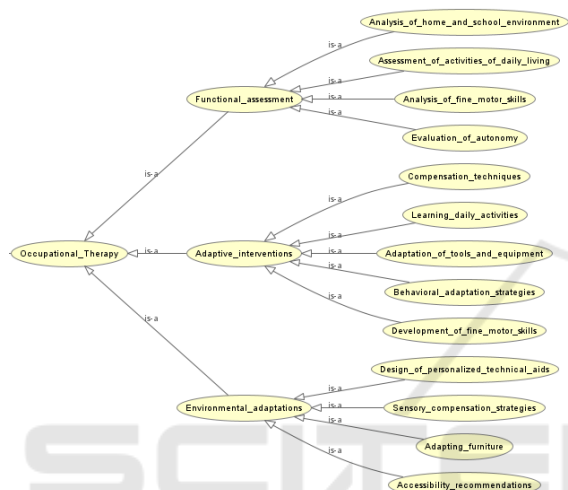 Analysis_of_home_and_school_environment
is-a
Assessment_of_activities_of_daily_living
is-a
Functional_assessment
is-a
Analysis_of_fine_motor_skills
is-a
Evaluation_of_autonomy
is-a
Compensation_techniques
is-a
Learning_daily_activities
is-a
Occupational_Therapy
is-a
Adaptive_interventions
is-a
Adaptation_of_tools_and_equipment
is-a
Behavioral_adaptation_strategies
is-a
Development_of_fine_motor_skills
is-a
Design_of_personalized_technical_aids
is-a
Environmental_adaptations
is-a
Sensory_compensation_strategies
is-a
Adapting_furniture
is-a
Accessibility_recommendations